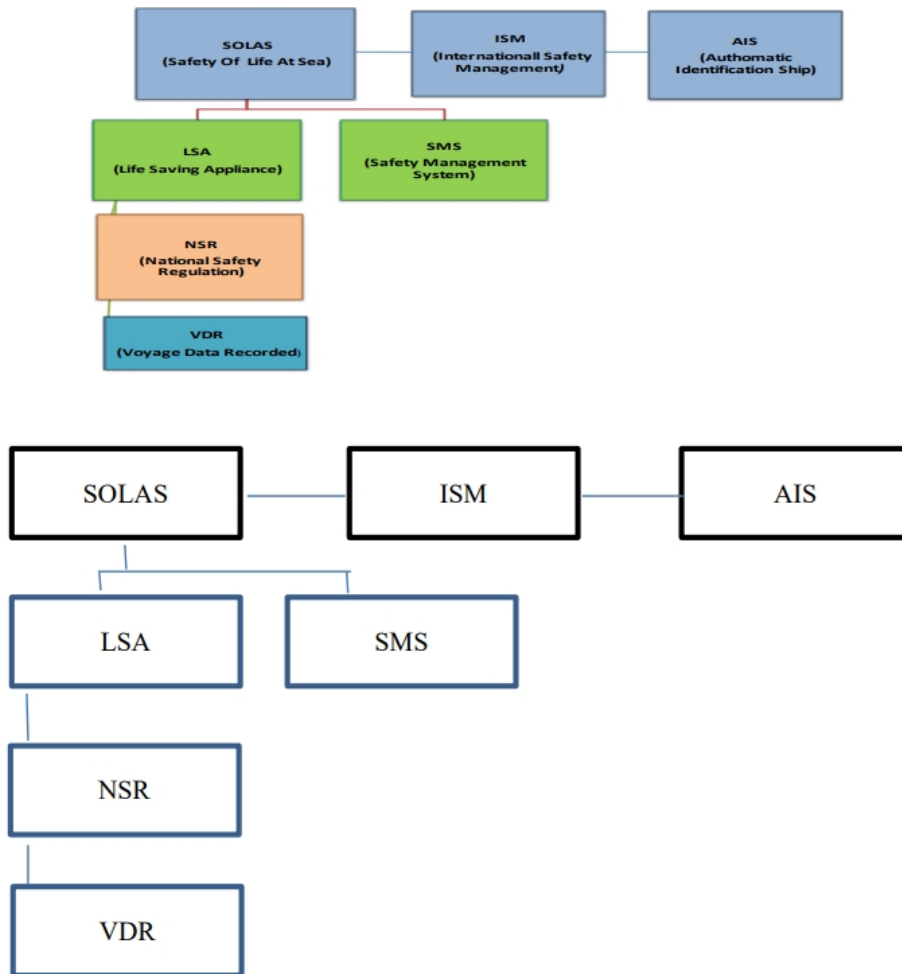 SOLAS
(Safety Of Life At Sea)
ISM
(Internationall Safety
Management)
AIS
(Authomatic
Identification Ship)
LSA
(Life Saving Appliance)
SMS
(Safety Management
System)
NSR
(National Safety
Regulation)
VDR
(Voyage Data Recorded)
SOLAS
ISM
AIS
LSA
SMS
NSR
VDR